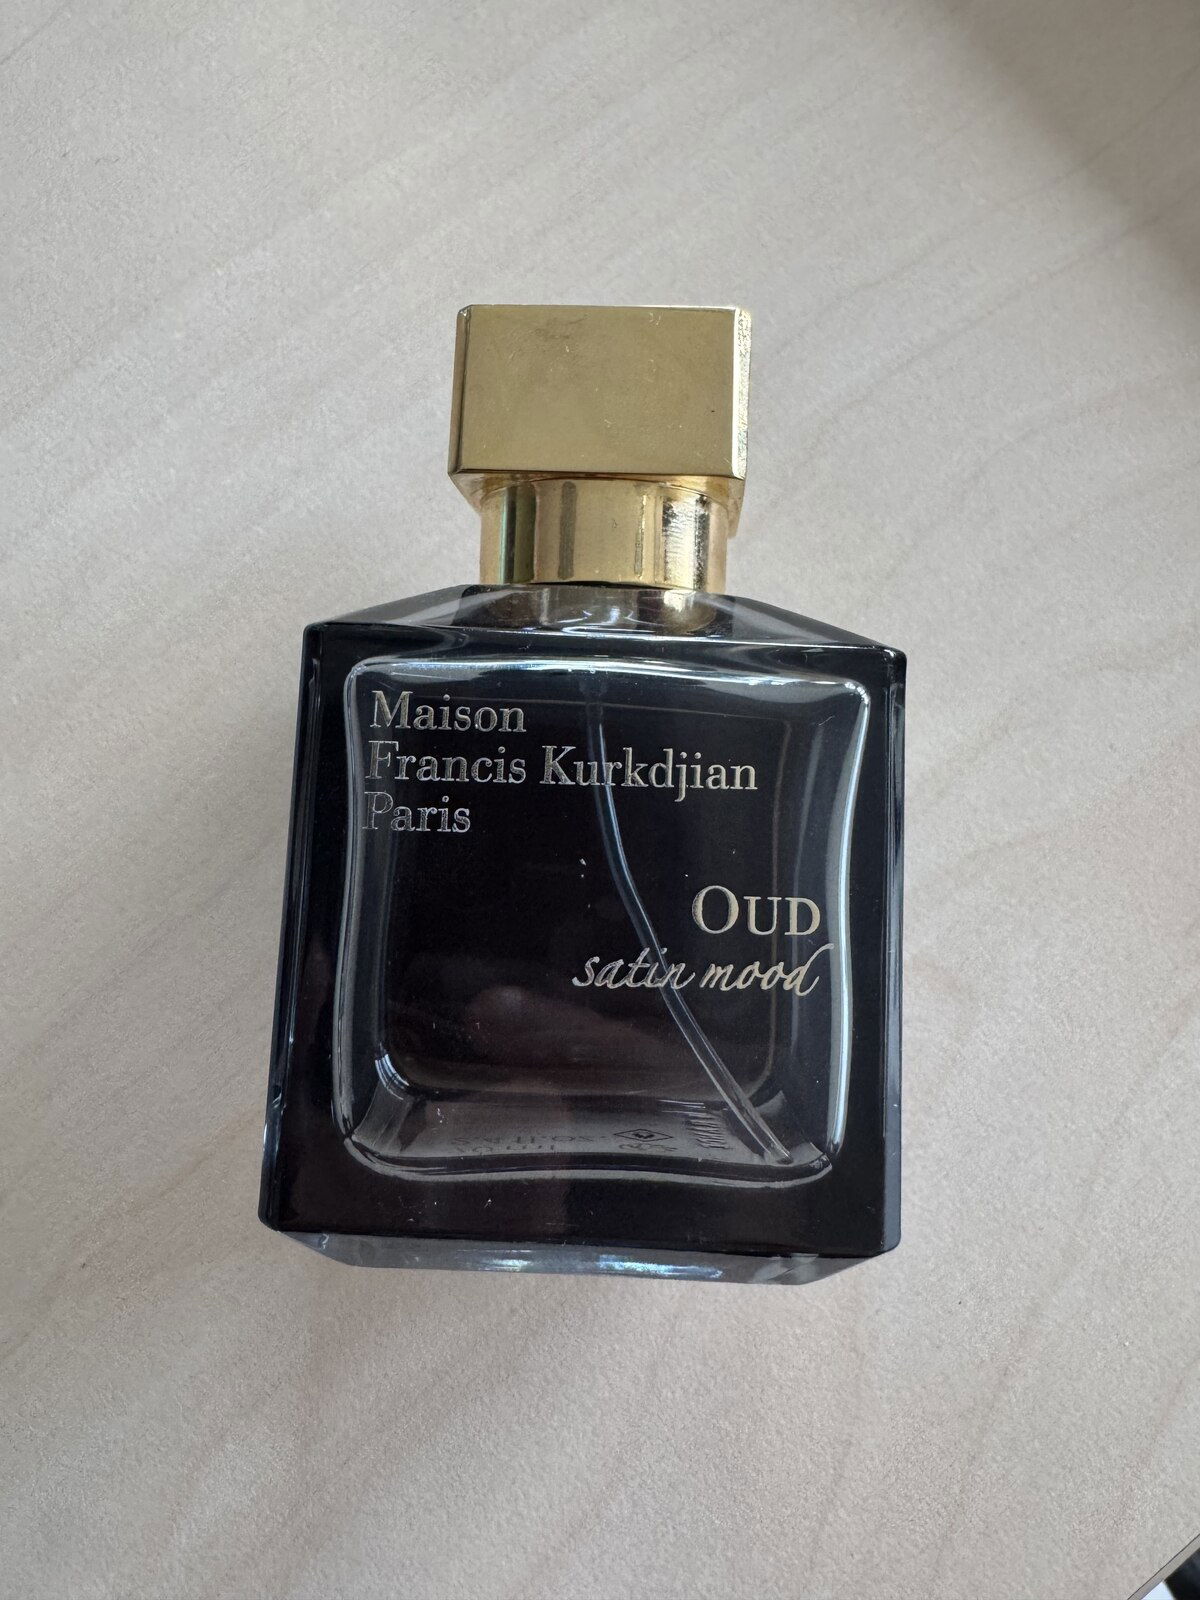 Maison
Francis Kurkdjian
Paris
OUD
satin mood